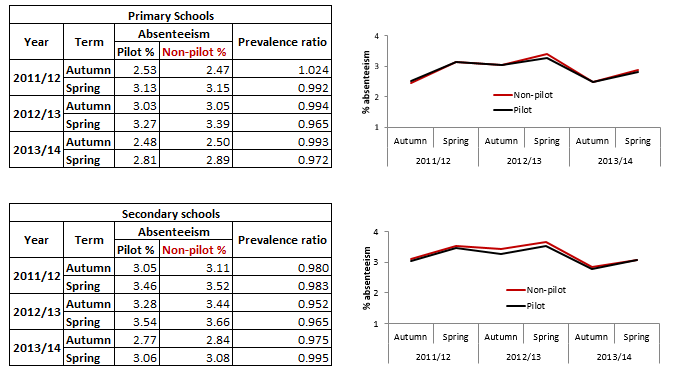 Primary Schools
Year Term Absenteeism Prevalence ratio
Pilot % Non-pilot %
2011/12 Autumn 2.53 2.47 1.024
Spring 3.13 3.15 0.992
2012/13 Autumn 3.03 3.05 0.994
Spring 3.27 3.39 0.965
2013/14 Autumn 2.48 2.50 0.993
Spring 2.81 2.89 0.972
% absenteeism
4
3
2
1
Non-pilot
Pilot
Autumn Spring Autumn Spring Autumn Spring
2011/12 2012/13 2013/14
Secondary schools
Year Term Absenteeism Prevalence ratio
Pilot % Non-pilot %
2011/12 Autumn 3.05 3.11 0.980
Spring 3.46 3.52 0.983
2012/13 Autumn 3.28 3.44 0.952
Spring 3.54 3.66 0.965
2013/14 Autumn 2.77 2.84 0.975
Spring 3.06 3.08 0.995
% absenteeism
4
3
2
1
Non-pilot
Pilot
Autumn Spring Autumn Spring Autumn Spring
2011/12 2012/13 2013/14